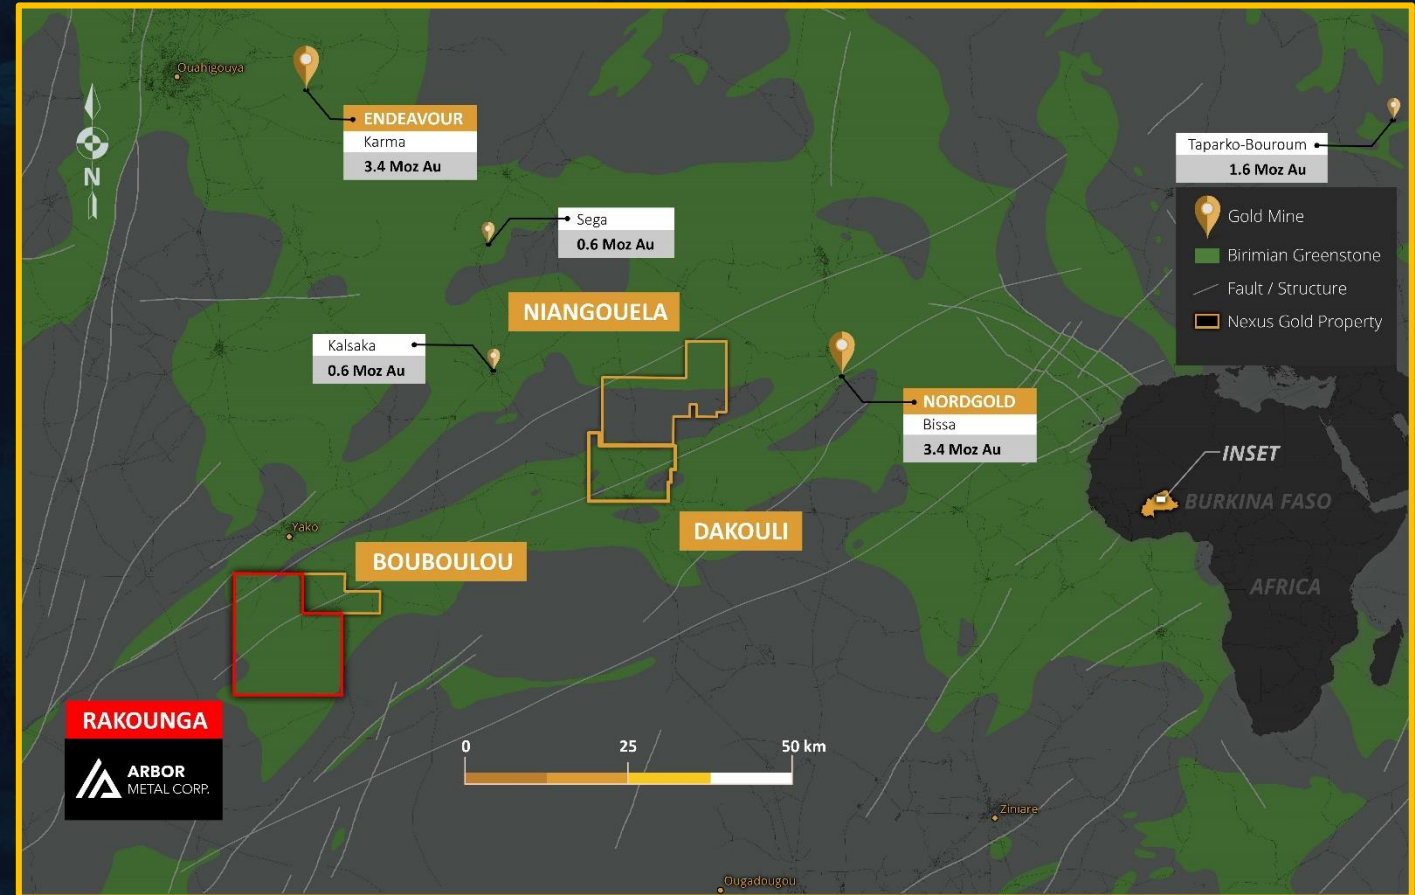 Ouahigouya
ENDEAVOUR
Karma
3.4 Moz Au
N
Taparko-Bouroum
1.6 Moz Au
Gold Mine
Birimian Greenstone
Fault / Structure
Nexus Gold Property
Sega
0.6 Moz Au
NIANGOUELA
Kalsaka
0.6 Moz Au
NORDGOLD
Bissa
3.4 Moz Au
INSET
BURKINA FASO
AFRICA
DAKOULI
Yako
BOUBOULOU
RAKOUNGA
ARBOR
METAL CORP.
0 25 50 km
Ziniare
Ougadougou